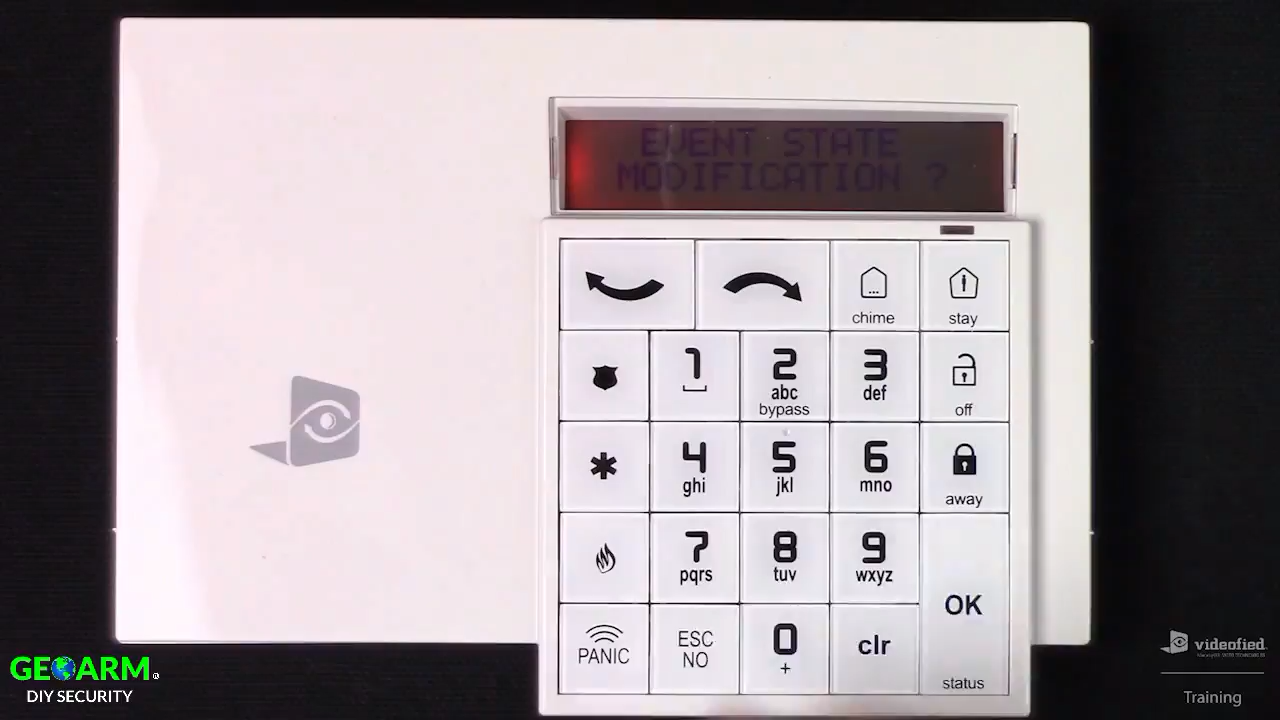 EVENT STATE
MODIFICATION ?
chime
stay
1
2
abc
bypass
3
def
off
4
ghi
5
jkl
6
mno
away
7
pqrs
8
tuv
9
wxyz
OK
status
PANIC
ESC
NO
0
+
clr
GEOARM®
DIY SECURITY
videofied
Training